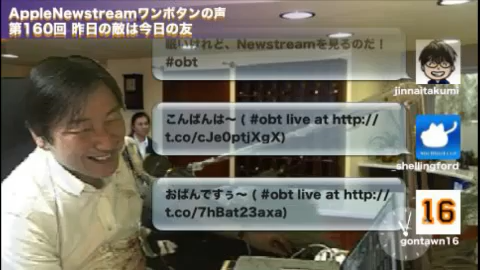 AppleNewstreamワンボタンの声
第160回 昨日の敵は今日の友
眠いけれど、Newstreamを見るのだ！
#obt
jinnaitakumi
こんばんは〜 ( #obt live at http://
t.co/cJe0ptjXgX)
shellingford
おばんですぅ〜 ( #obt live at http://
t.co/7hBat23axa)
16
gontawn16